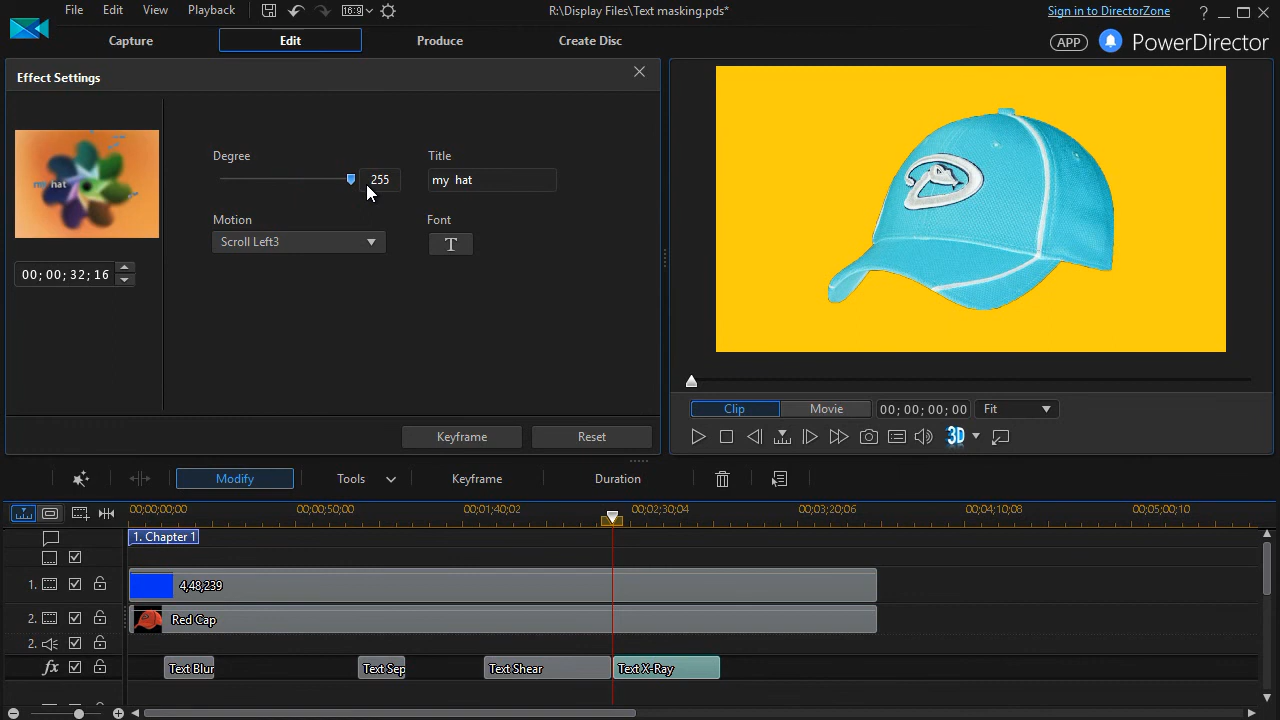 File Edit View Playback 16:9 R:\Display Files\Text masking.pds* Sign in to DirectorZone ?
Capture Edit Produce Create Disc APP PowerDirector
Effect Settings
Degree
255
Title
my hat
my hat
Motion
Scroll Left3
Font
T
00; 00; 32; 16
Keyframe Reset
Clip Movie 00; 00; 00; 00 Fit
3D
Modify Tools Keyframe Duration
00;00;00;00 00;00;50;00 00;01;40;02 00;02;30;04 00;03;20;06 00;04;10;08 00;05;00;10
1. Chapter 1
1. 4,48,239
2. Red Cap
2.
fx Text Blur Text Sep Text Shear Text X-Ray